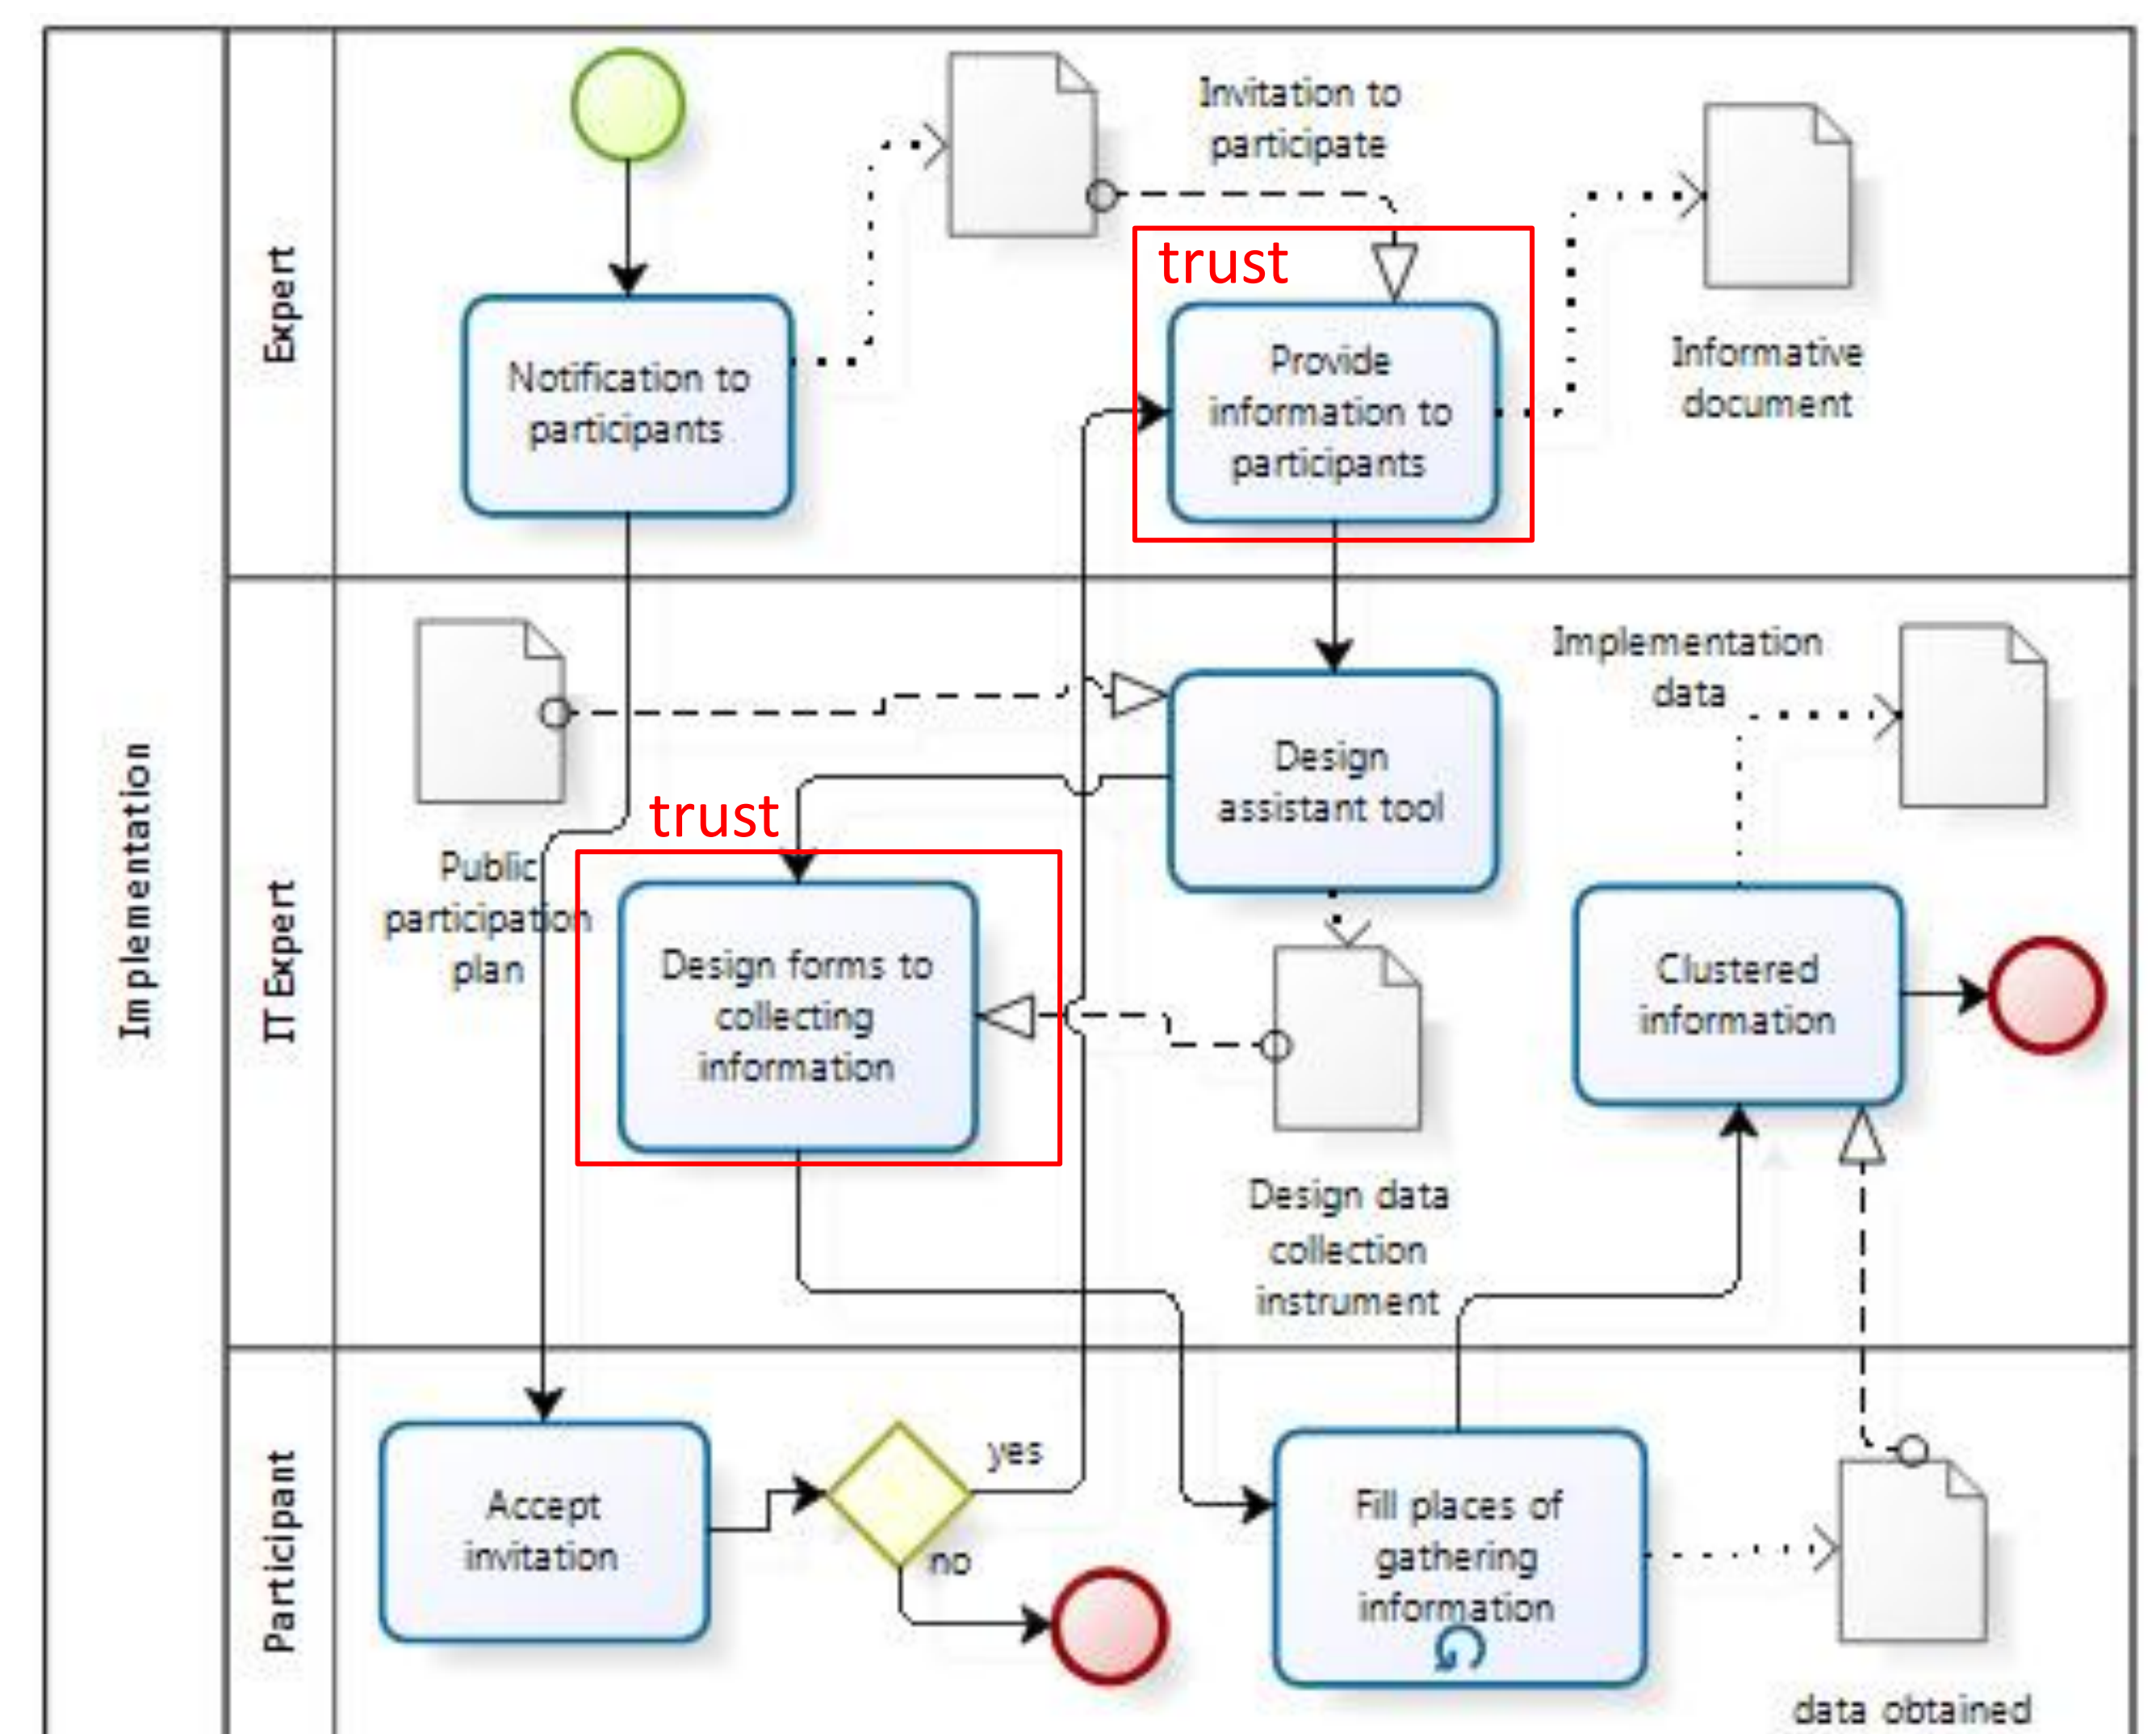 Implementation
Expert
Invitation to
participate
trust
Notification to
participants
Provide
information to
participants
Informative
document
IT Expert
Public
participation
plan
Implementation
data
Design
assistant tool
trust
Design forms to
collecting
information
Clustered
information
Design data
collection
instrument
Participant
Accept
invitation
yes
no
Fill places of
gathering
information
data obtained